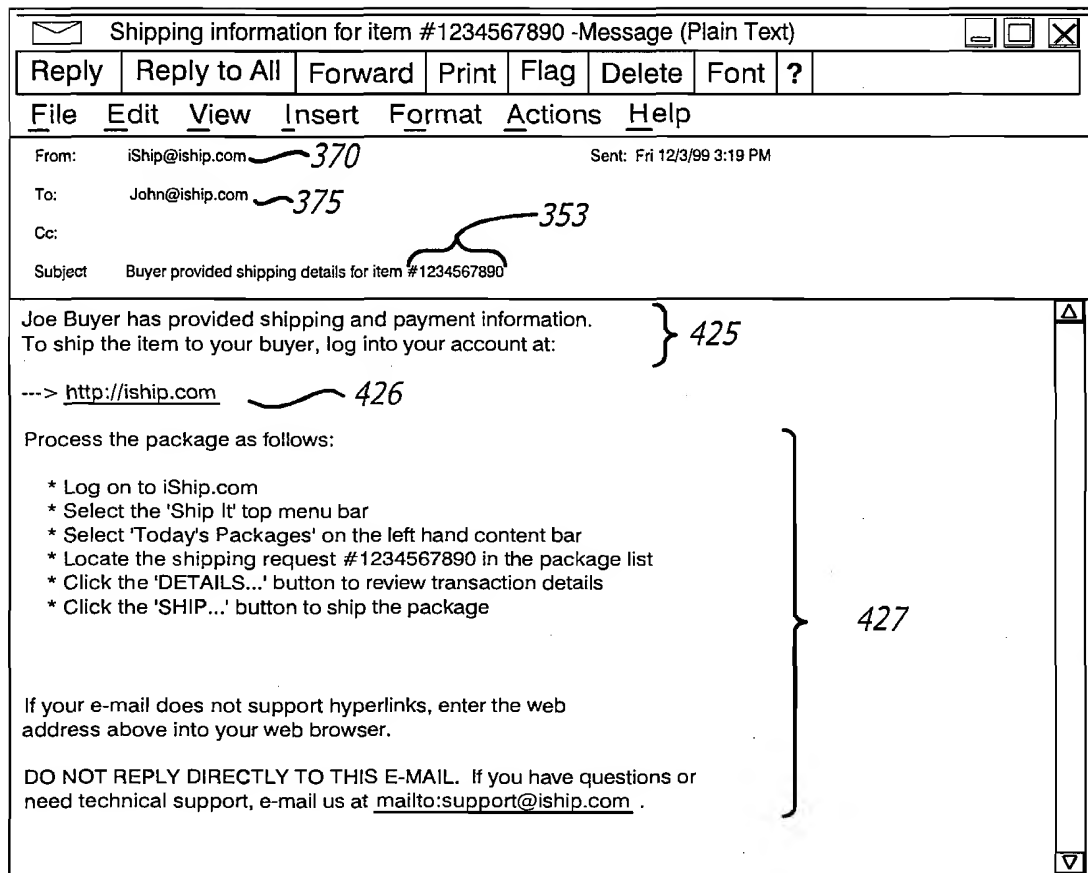 Shipping information for item #1234567890 -Message (Plain Text)
Reply Reply to All Forward Print Flag Delete Font ?
File Edit View Insert Format Actions Help
From: iShip@iship.com 370 Sent: Fri 12/3/99 3:19 PM
To: John@iship.com 375
353
Cc:
Subject Buyer provided shipping details for item #1234567890
Joe Buyer has provided shipping and payment information.
To ship the item to your buyer, log into your account at:
425
---> http://iship.com 426
Process the package as follows:
* Log on to iShip.com
* Select the 'Ship It' top menu bar
* Select 'Today's Packages' on the left hand content bar
* Locate the shipping request #1234567890 in the package list
* Click the 'DETAILS...' button to review transaction details
* Click the 'SHIP...' button to ship the package
427
If your e-mail does not support hyperlinks, enter the web
address above into your web browser.
DO NOT REPLY DIRECTLY TO THIS E-MAIL. If you have questions or
need technical support, e-mail us at mailto:support@iship.com .